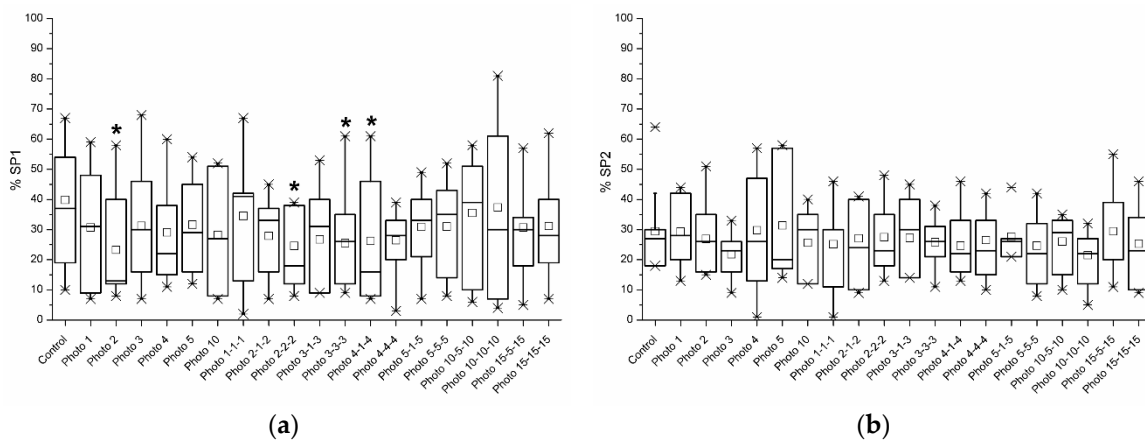 100
90
80
70
60
50
40
30
20
10
0
% SP1
* * * *
Control
Photo 1
Photo 2
Photo 3
Photo 4
Photo 5
Photo 10
Photo 1-1-1
Photo 2-1-2
Photo 2-2-2
Photo 3-1-3
Photo 3-3-3
Photo 4-1-4
Photo 4-4-4
Photo 5-1-5
Photo 5-5-5
Photo 10-5-10
Photo 10-10-10
Photo 15-5-15
Photo 15-15-15
(a)
100
90
80
70
60
50
40
30
20
10
0
% SP2
Control
Photo 1
Photo 2
Photo 3
Photo 4
Photo 5
Photo 10
Photo 1-1-1
Photo 2-1-2
Photo 2-2-2
Photo 3-1-3
Photo 3-3-3
Photo 4-1-4
Photo 4-4-4
Photo 5-1-5
Photo 5-5-5
Photo 10-5-10
Photo 10-10-10
Photo 15-5-15
Photo 15-15-15
(b)